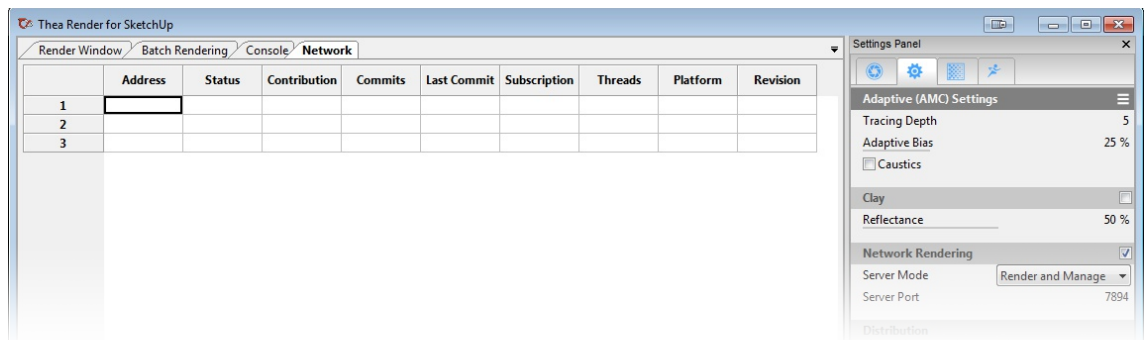 Thea Render for SketchUp
Render Window Batch Rendering Console Network
Address Status Contribution Commits Last Commit Subscription Threads Platform Revision
1
2
3
Settings Panel
Adaptive (AMC) Settings
Tracing Depth 5
Adaptive Bias 25 %
Caustics
Clay
Reflectance 50 %
Network Rendering
Server Mode Render and Manage
Server Port 7894
Distribution